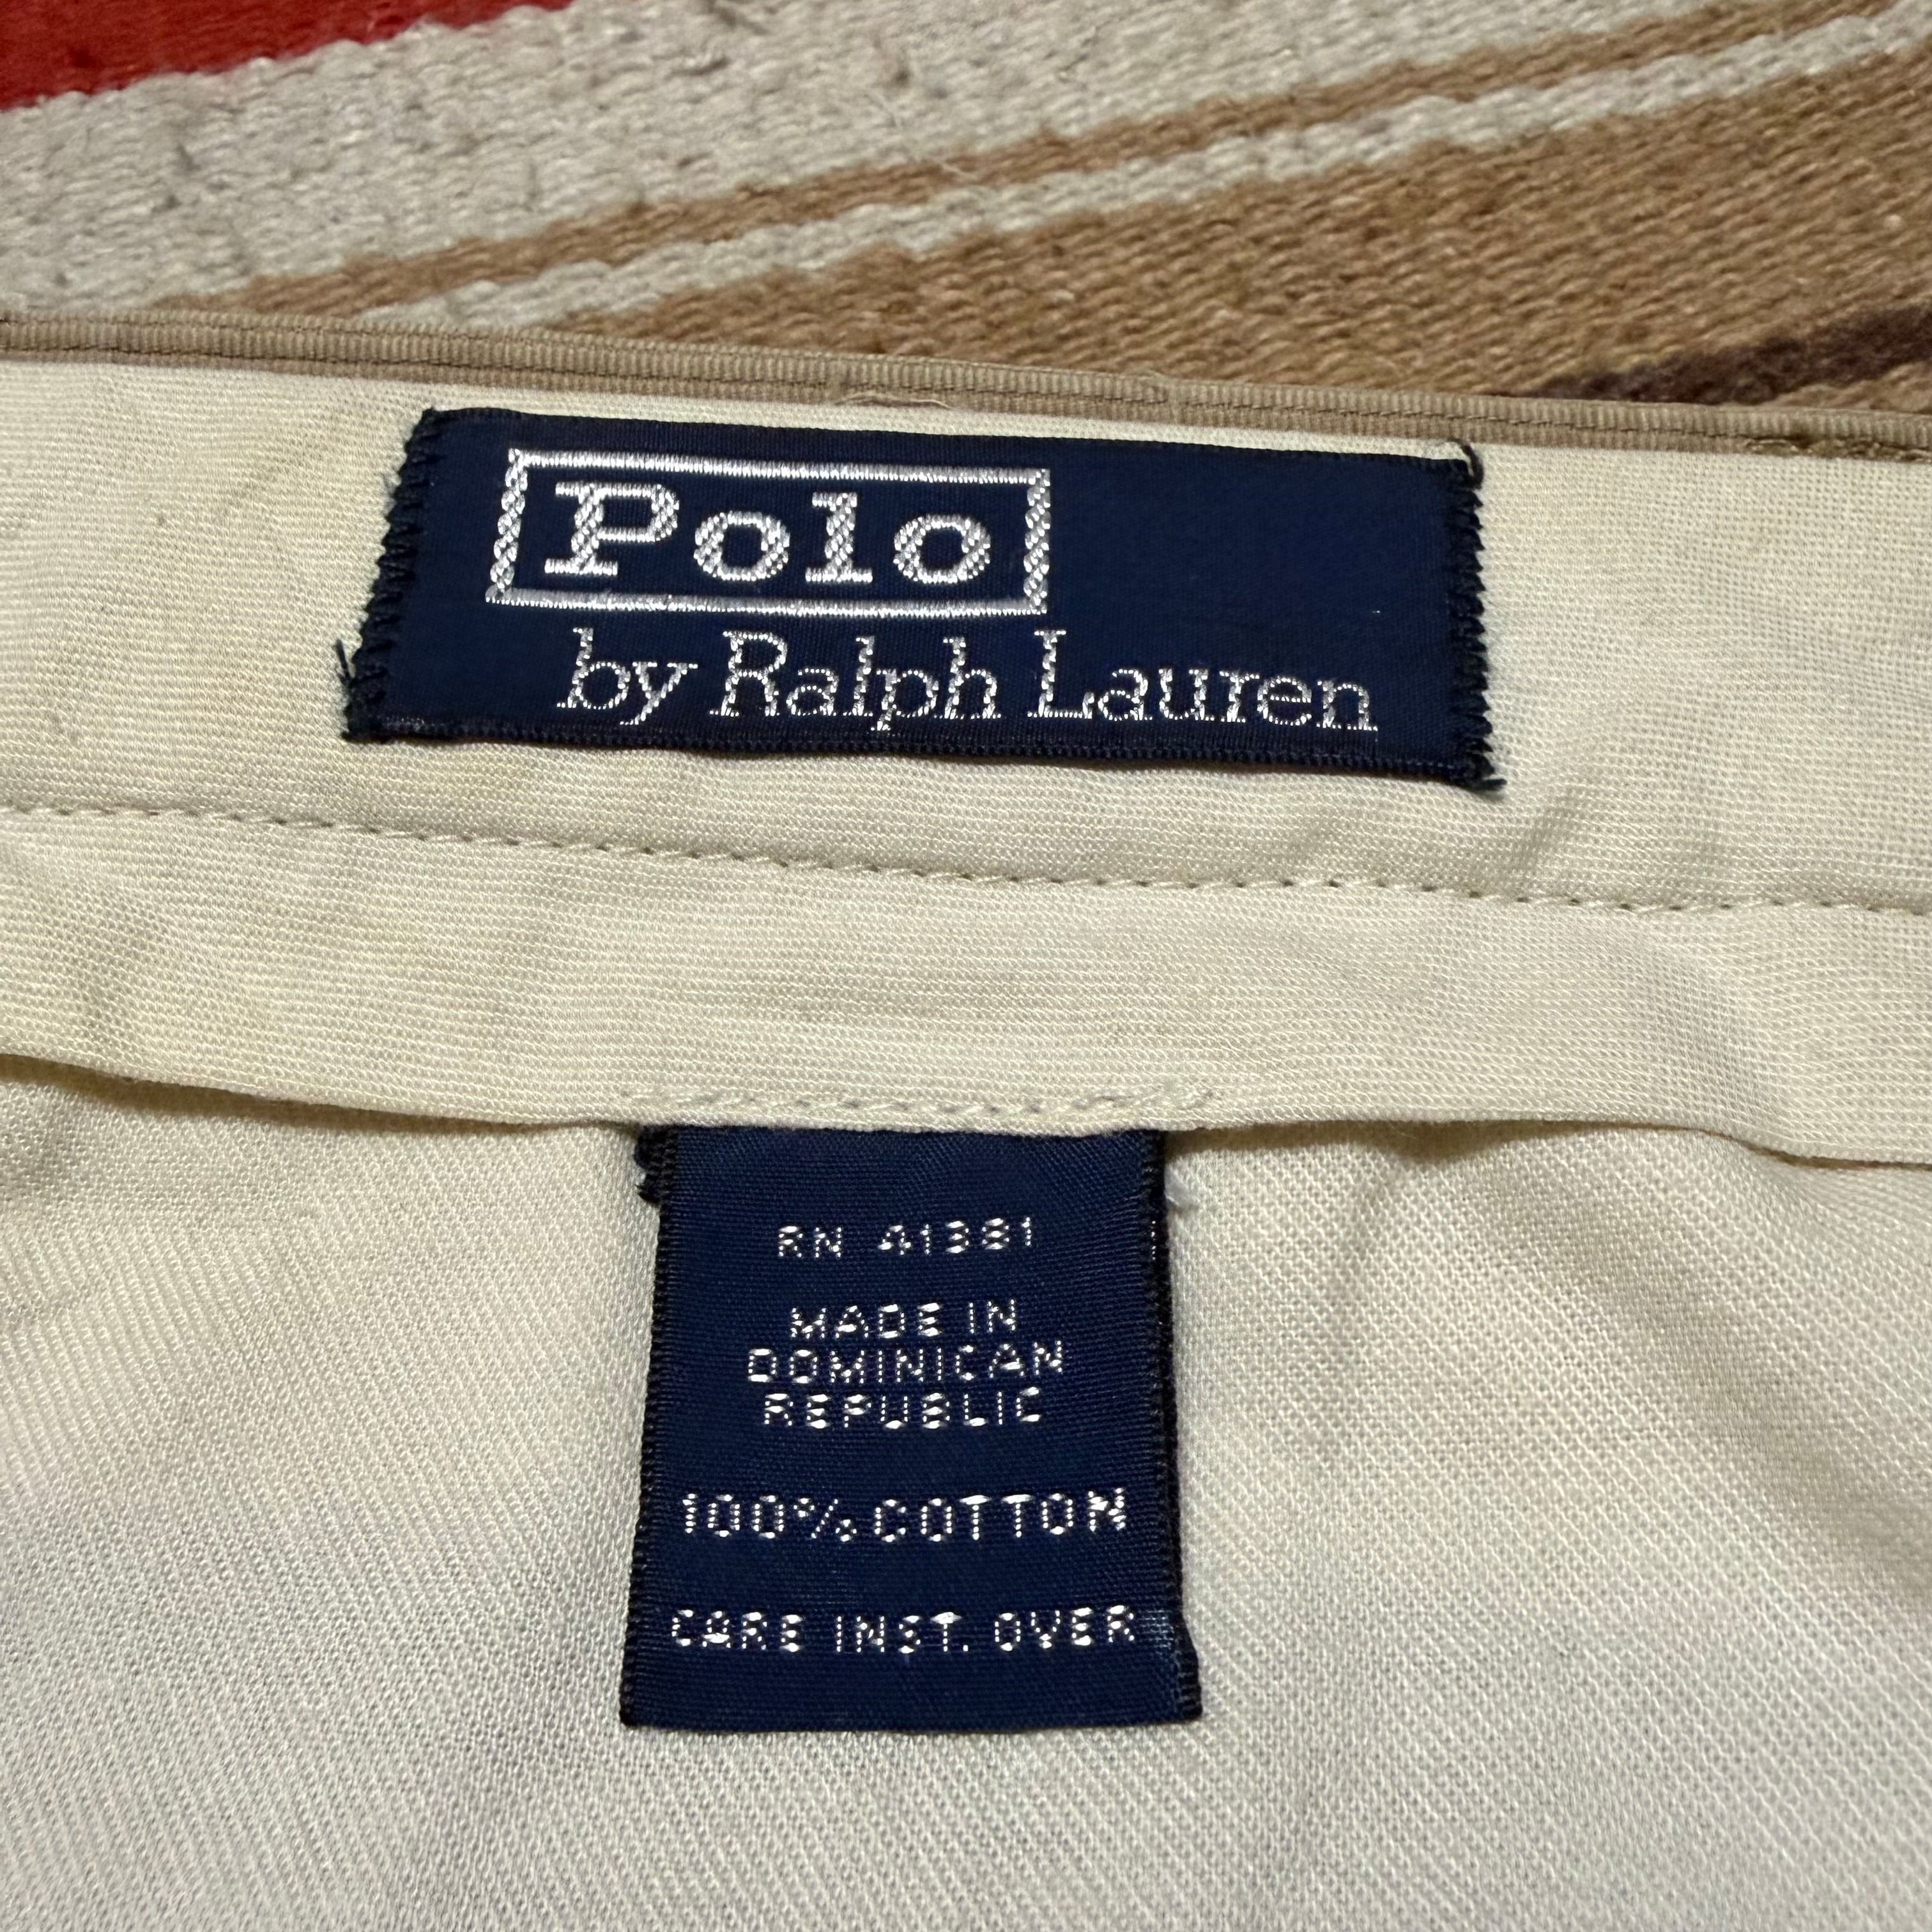 Polo
by Ralph Lauren
RN 41381
MADE IN
DOMINICAN
REPUBLIC
100% COTTON
CARE INST. OVER